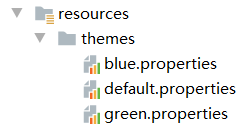 resources
themes
blue.properties
default.properties
green.properties